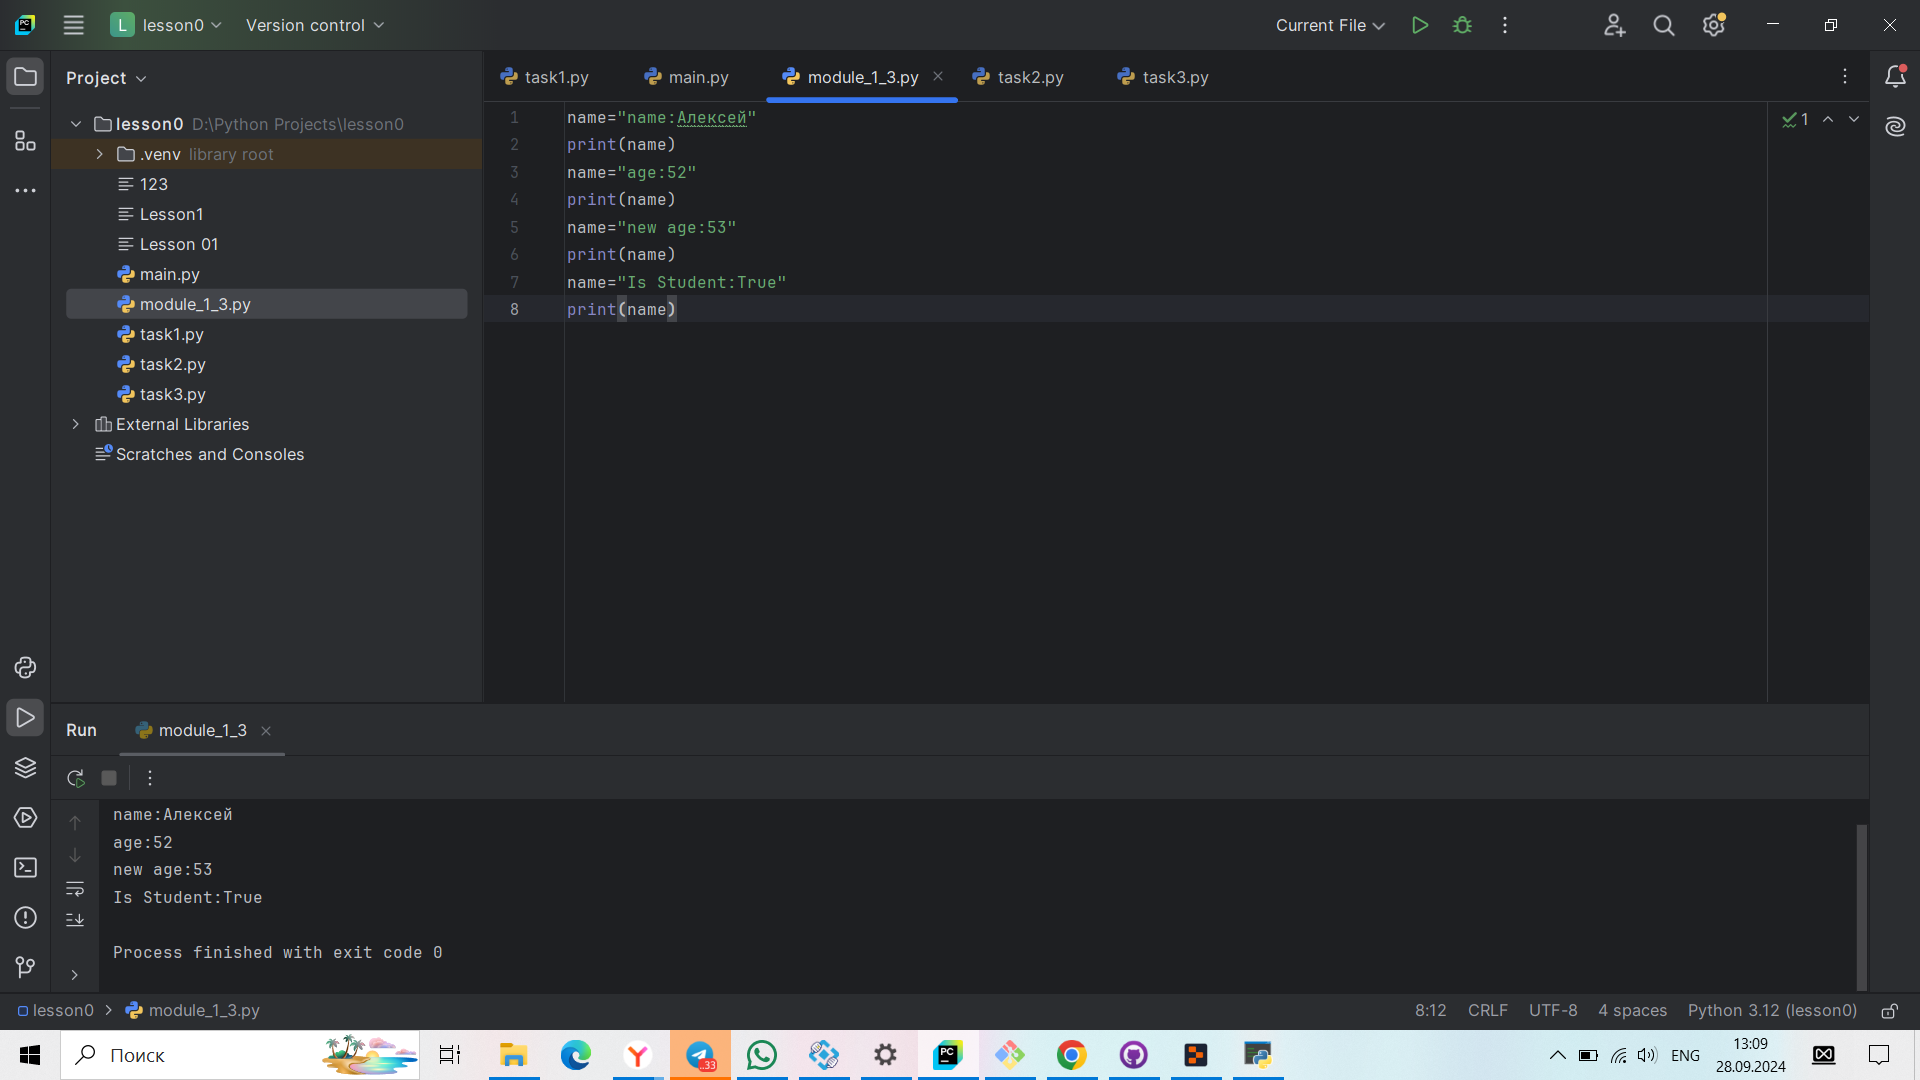 L lesson0 Version control Current File
Project
task1.py main.py module_1_3.py task2.py task3.py
lesson0 D:\Python Projects\lesson0
.venv library root
123
Lesson1
Lesson 01
main.py
module_1_3.py
task1.py
task2.py
task3.py
External Libraries
Scratches and Consoles
1 name="name:Алексей"
2 print(name)
3 name="age:52"
4 print(name)
5 name="new age:53"
6 print(name)
7 name="Is Student:True"
8 print(name)
1
Run module_1_3
name:Алексей
age:52
new age:53
Is Student:True
Process finished with exit code 0
lesson0 module_1_3.py 8:12 CRLF UTF-8 4 spaces Python 3.12 (lesson0)
Поиск ...33 PC ENG 13:09
28.09.2024